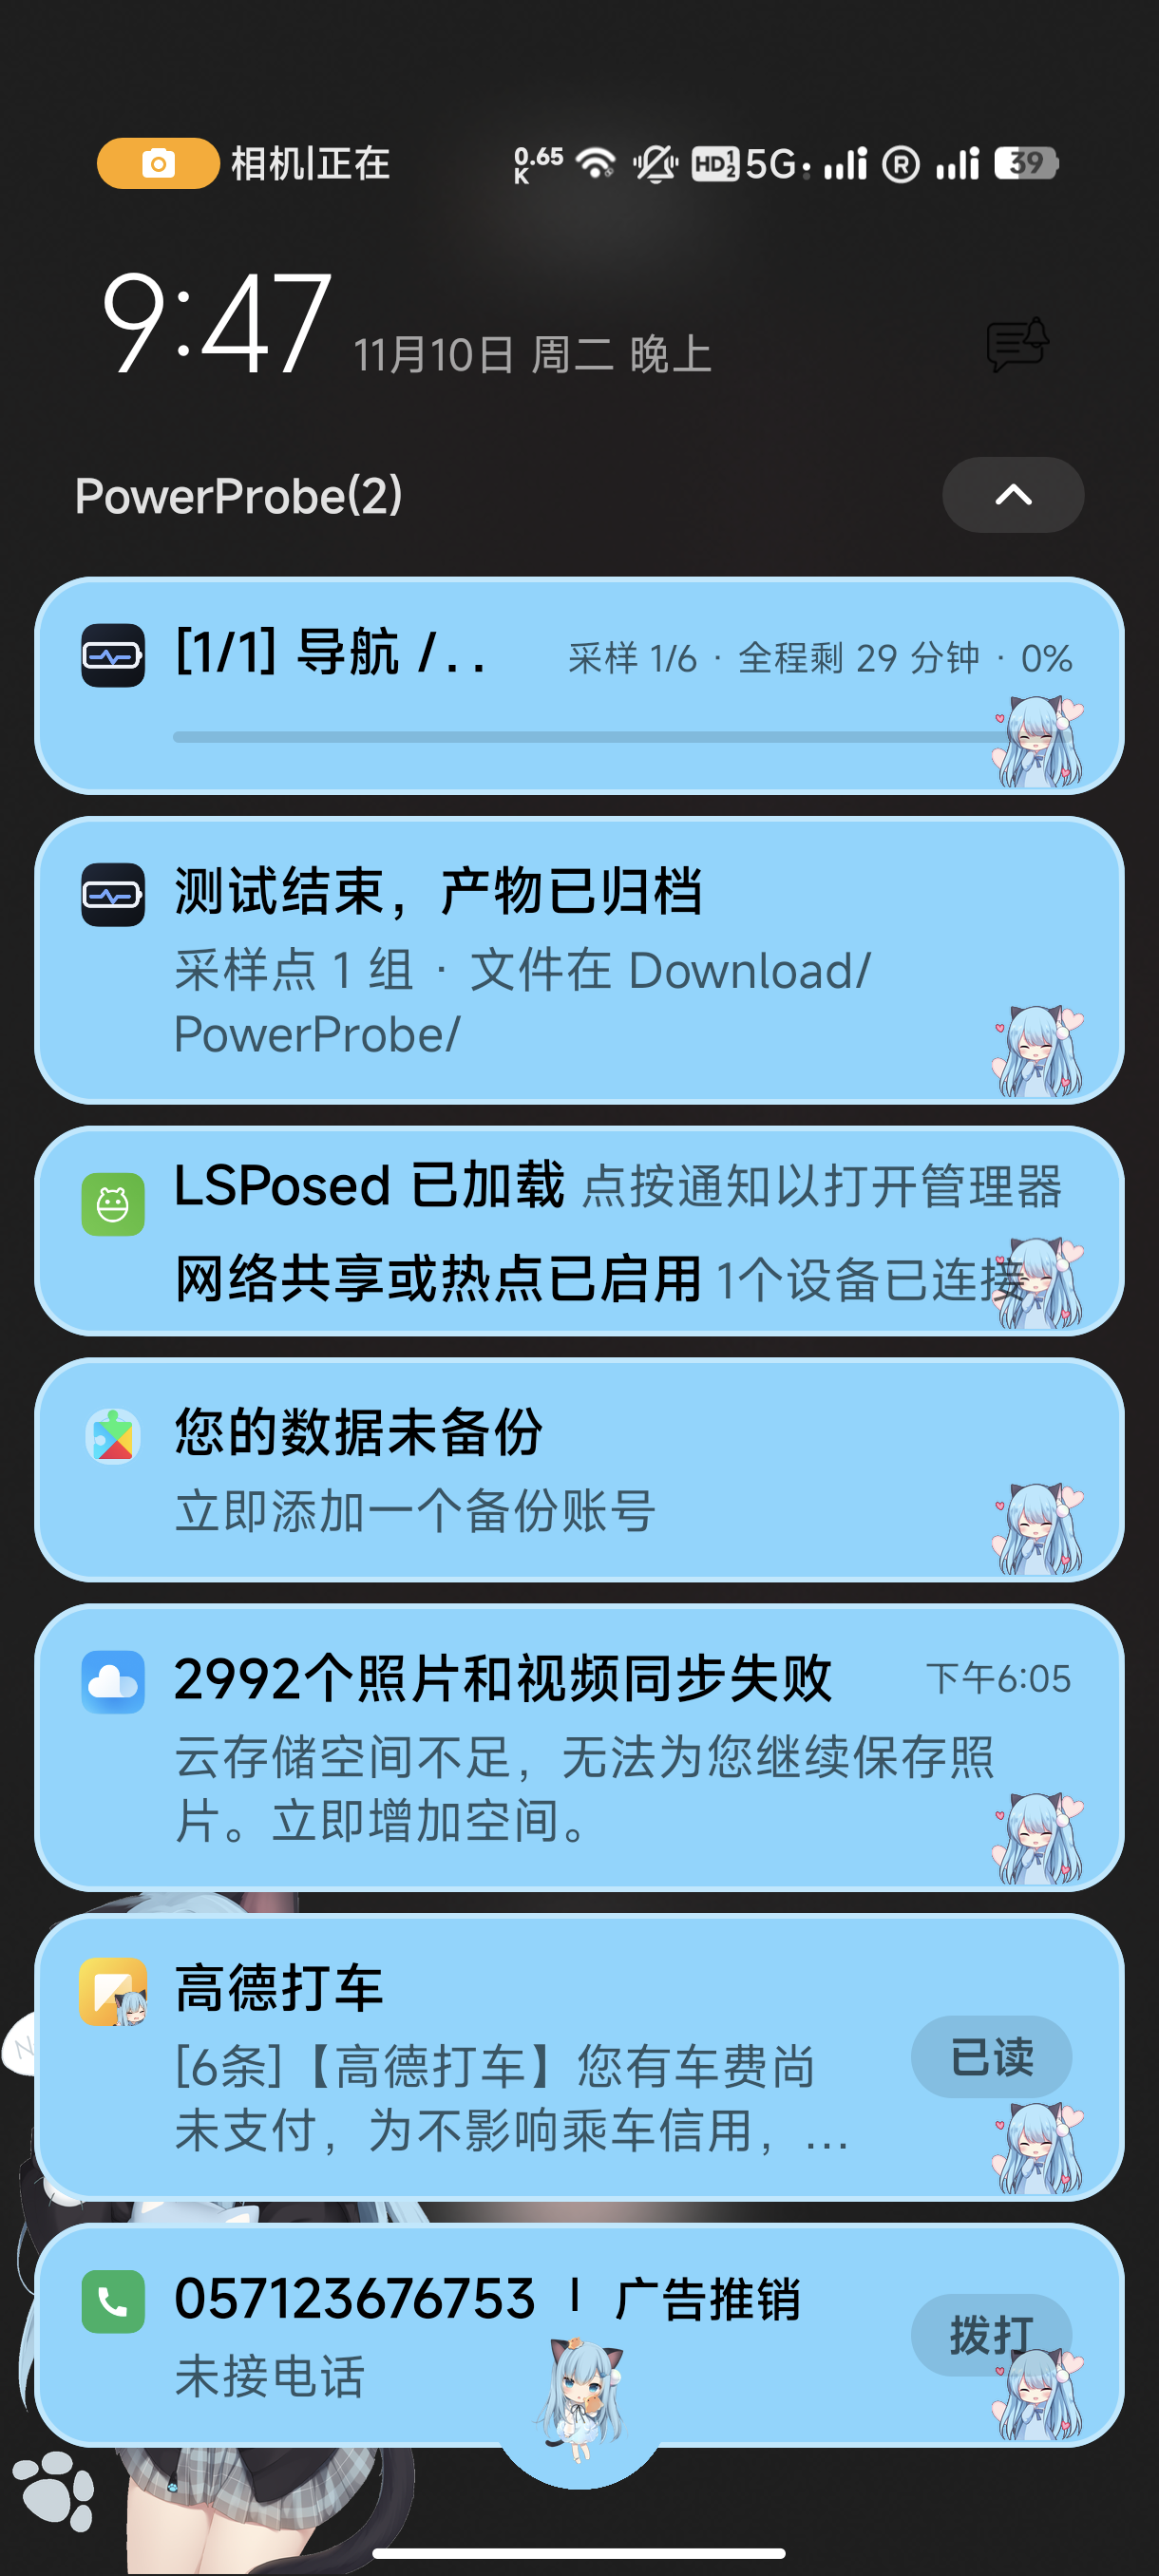 相机|正在
0.65
K
HD 1 2
5G
R
39
9:47
11月10日 周二 晚上
PowerProbe(2)
[1/1] 导航 /..
采样 1/6 · 全程剩 29 分钟 · 0%
测试结束，产物已归档
采样点 1 组 · 文件在 Download/
PowerProbe/
LSPosed 已加载 点按通知以打开管理器
网络共享或热点已启用 1个设备已连接
您的数据未备份
立即添加一个备份账号
2992个照片和视频同步失败
下午6:05
云存储空间不足，无法为您继续保存照
片。立即增加空间。
高德打车
[6条]【高德打车】您有车费尚
未支付，为不影响乘车信用，...
已读
057123676753 | 广告推销
未接电话
拨打